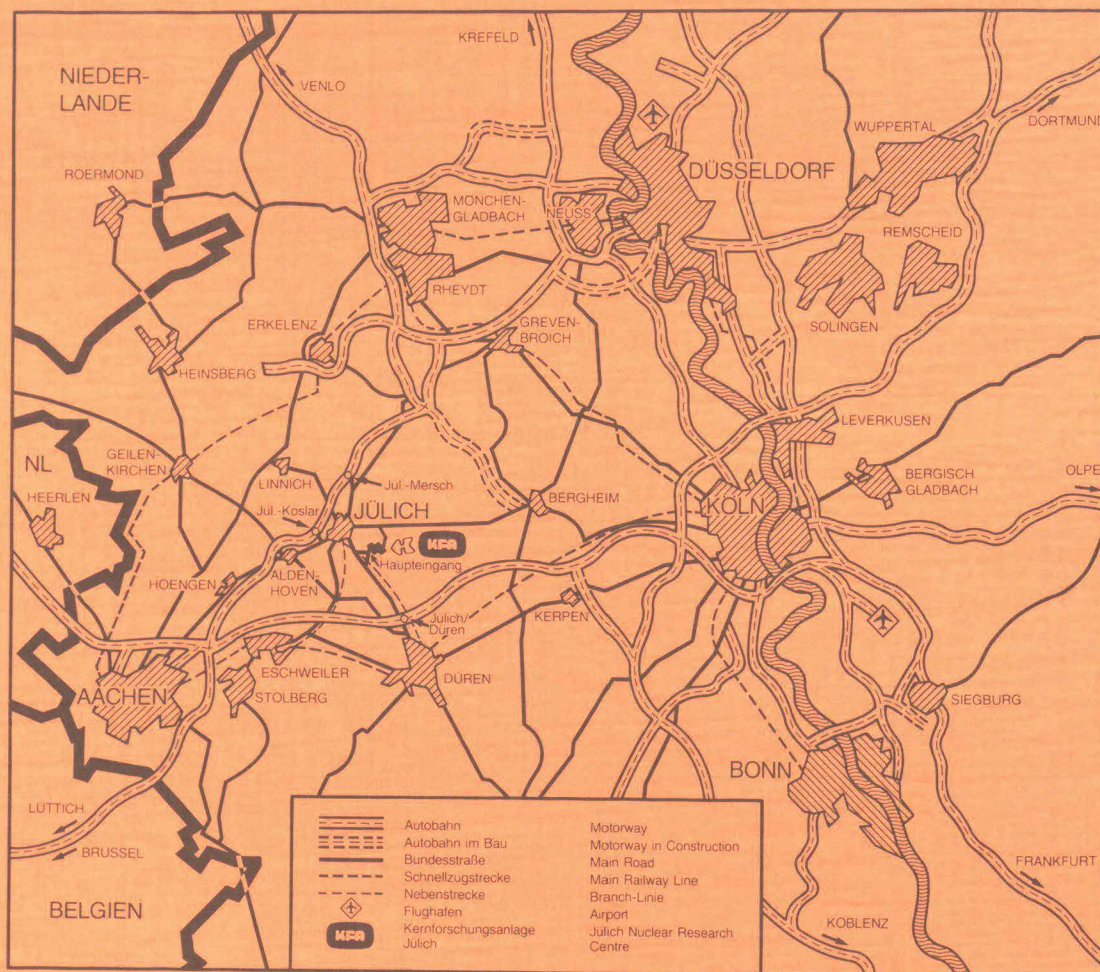 NIEDER-
LANDE
VENLO
KREFELD
WUPPERTAL
DORTMUND
ROERMOND
MÖNCHEN-
GLADBACH
NEUSS
DÜSSELDORF
REMSCHEID
RHEYDT
SOLINGEN
ERKELENZ
GREVEN-
BROICH
HEINSBERG
LEVERKUSEN
NL
GEILEN-
KIRCHEN
LINNICH
Jül.-Mersch
BERGHEIM
KÖLN
BERGISCH
GLADBACH
OLPE
HEERLEN
Jül.-Koslar
JÜLICH
KFA
Haupteingang
HOENGEN
ALDEN-
HOVEN
Jülich/
Düren
KERPEN
AACHEN
ESCHWEILER
STOLBERG
DÜREN
SIEGBURG
BONN
LÜTTICH
BRÜSSEL
FRANKFURT
BELGIEN
KOBLENZ
Autobahn Motorway
Autobahn im Bau Motorway in Construction
Bundesstraße Main Road
Schnellzugstrecke Main Railway Line
Nebenstrecke Branch-Linie
Flughafen Airport
KFA Kernforschungsanlage Jülich Nuclear Research
Jülich Centre